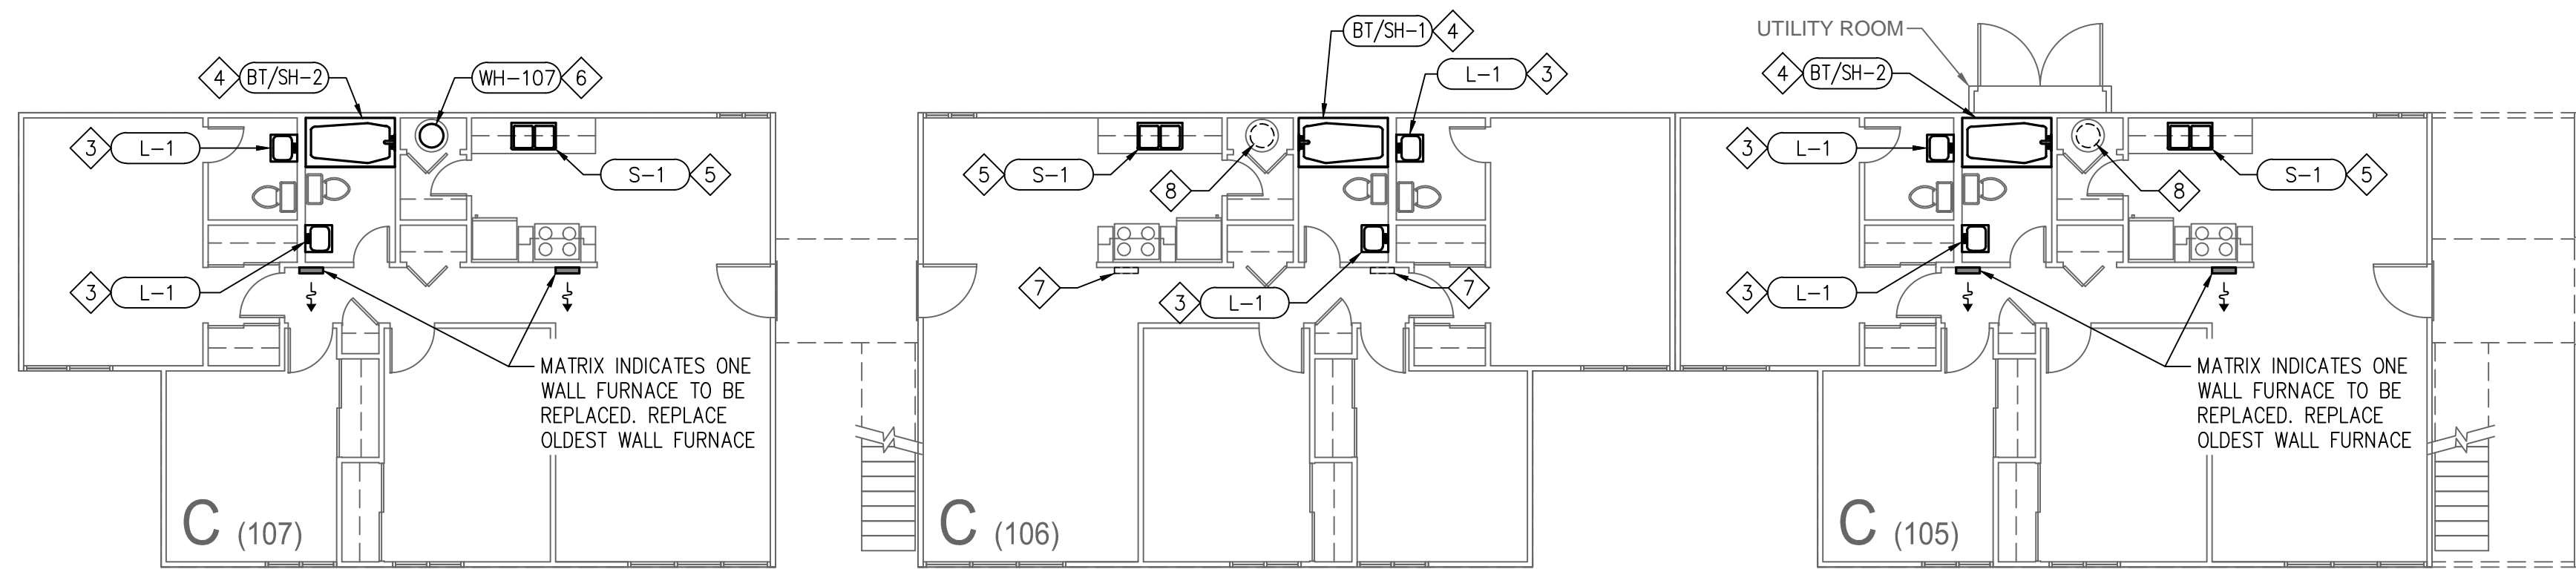 4 BT/SH-2
WH-107 6
3 L-1
S-1 5
3 L-1
MATRIX INDICATES ONE
WALL FURNACE TO BE
REPLACED. REPLACE
OLDEST WALL FURNACE
C (107)
BT/SH-1 4
L-1 3
5 S-1
8
7
3 L-1
7
C (106)
UTILITY ROOM
4 BT/SH-2
3 L-1
8
S-1 5
3 L-1
MATRIX INDICATES ONE
WALL FURNACE TO BE
REPLACED. REPLACE
OLDEST WALL FURNACE
C (105)